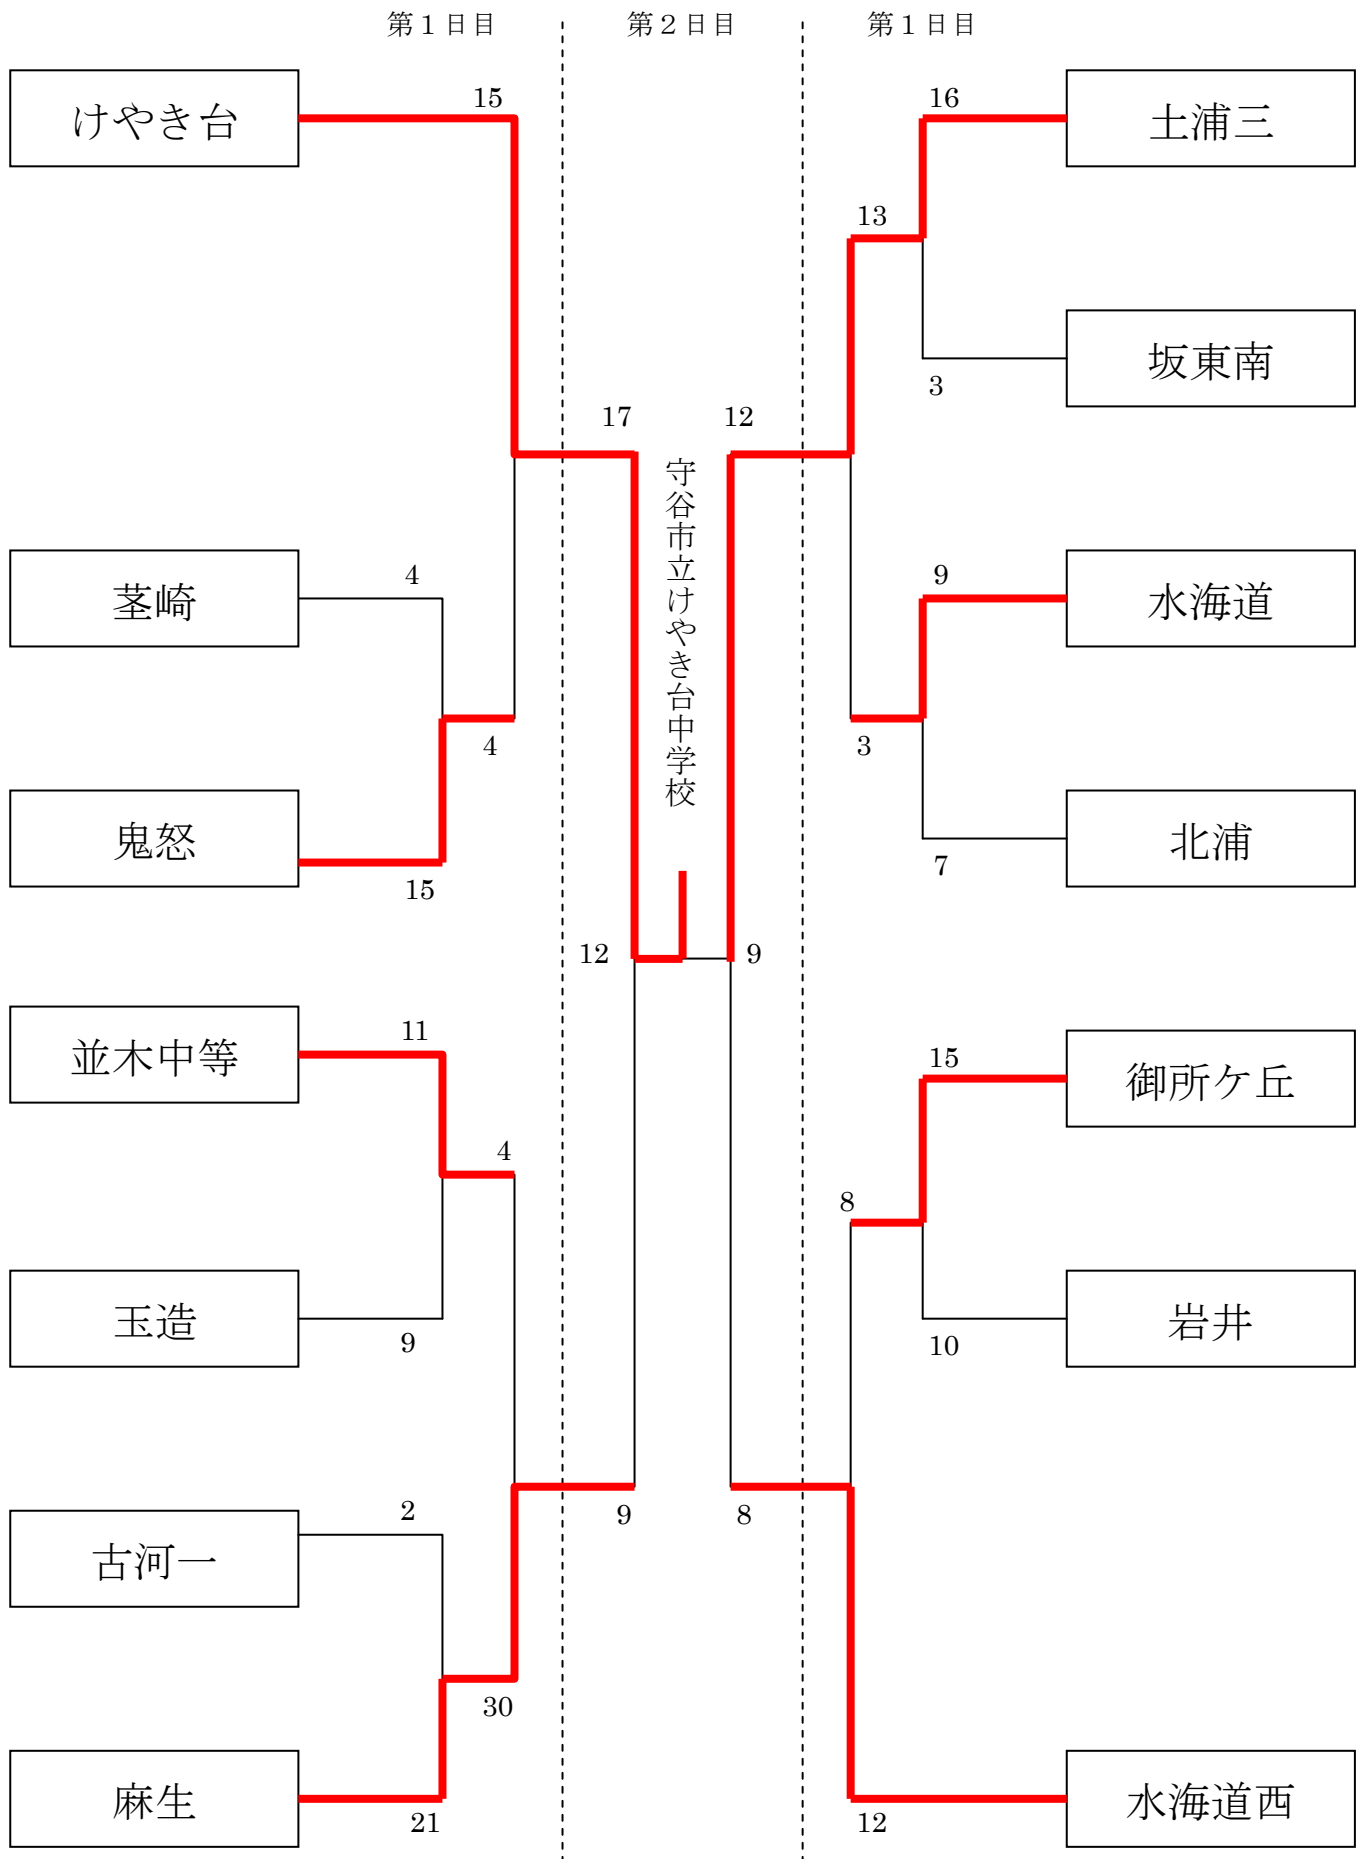 第１日目
第２日目
第１日目
けやき台
15
16
土浦三
13
坂東南
3
17
12
守谷市立けやき台中学校
茎崎
4
9
水海道
4
3
鬼怒
15
北浦
7
12
9
並木中等
11
15
御所ケ丘
4
8
玉造
9
岩井
10
古河一
2
9
8
30
麻生
21
12
水海道西